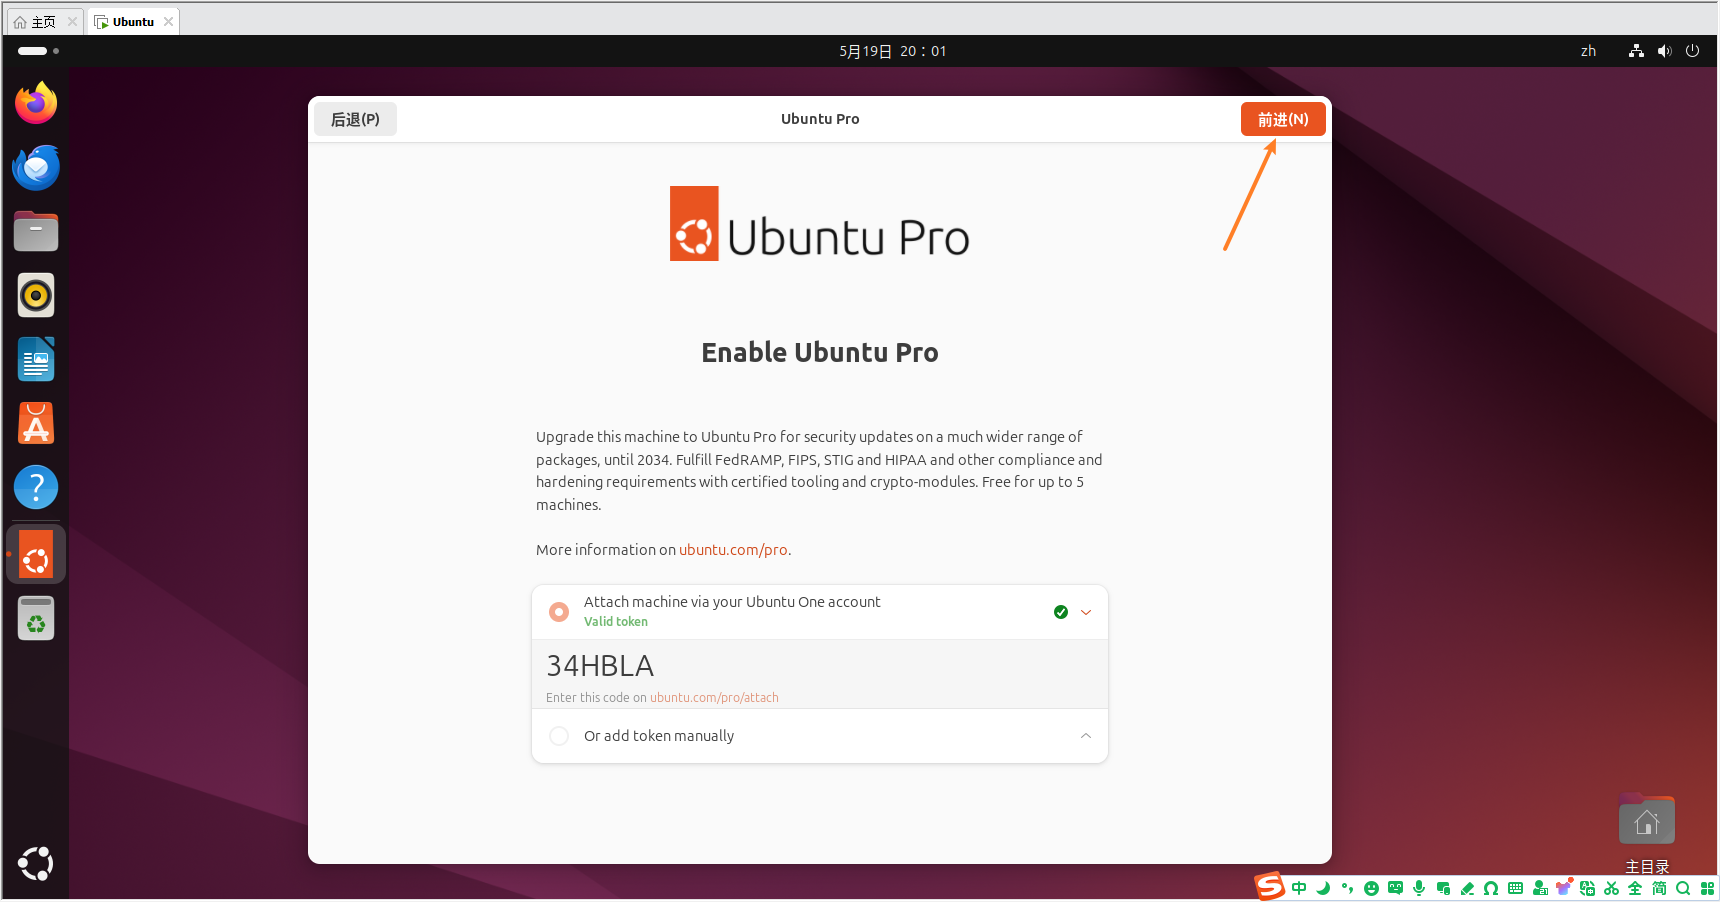 主页
Ubuntu
5月19日 20：01
zh
后退(P)
Ubuntu Pro
前进(N)
Ubuntu Pro
Enable Ubuntu Pro
Upgrade this machine to Ubuntu Pro for security updates on a much wider range of
packages, until 2034. Fulfill FedRAMP, FIPS, STIG and HIPAA and other compliance and
hardening requirements with certified tooling and crypto-modules. Free for up to 5
machines.
More information on ubuntu.com/pro.
Attach machine via your Ubuntu One account
Valid token
34HBLA
Enter this code on ubuntu.com/pro/attach
Or add token manually
主目录
中
全 简